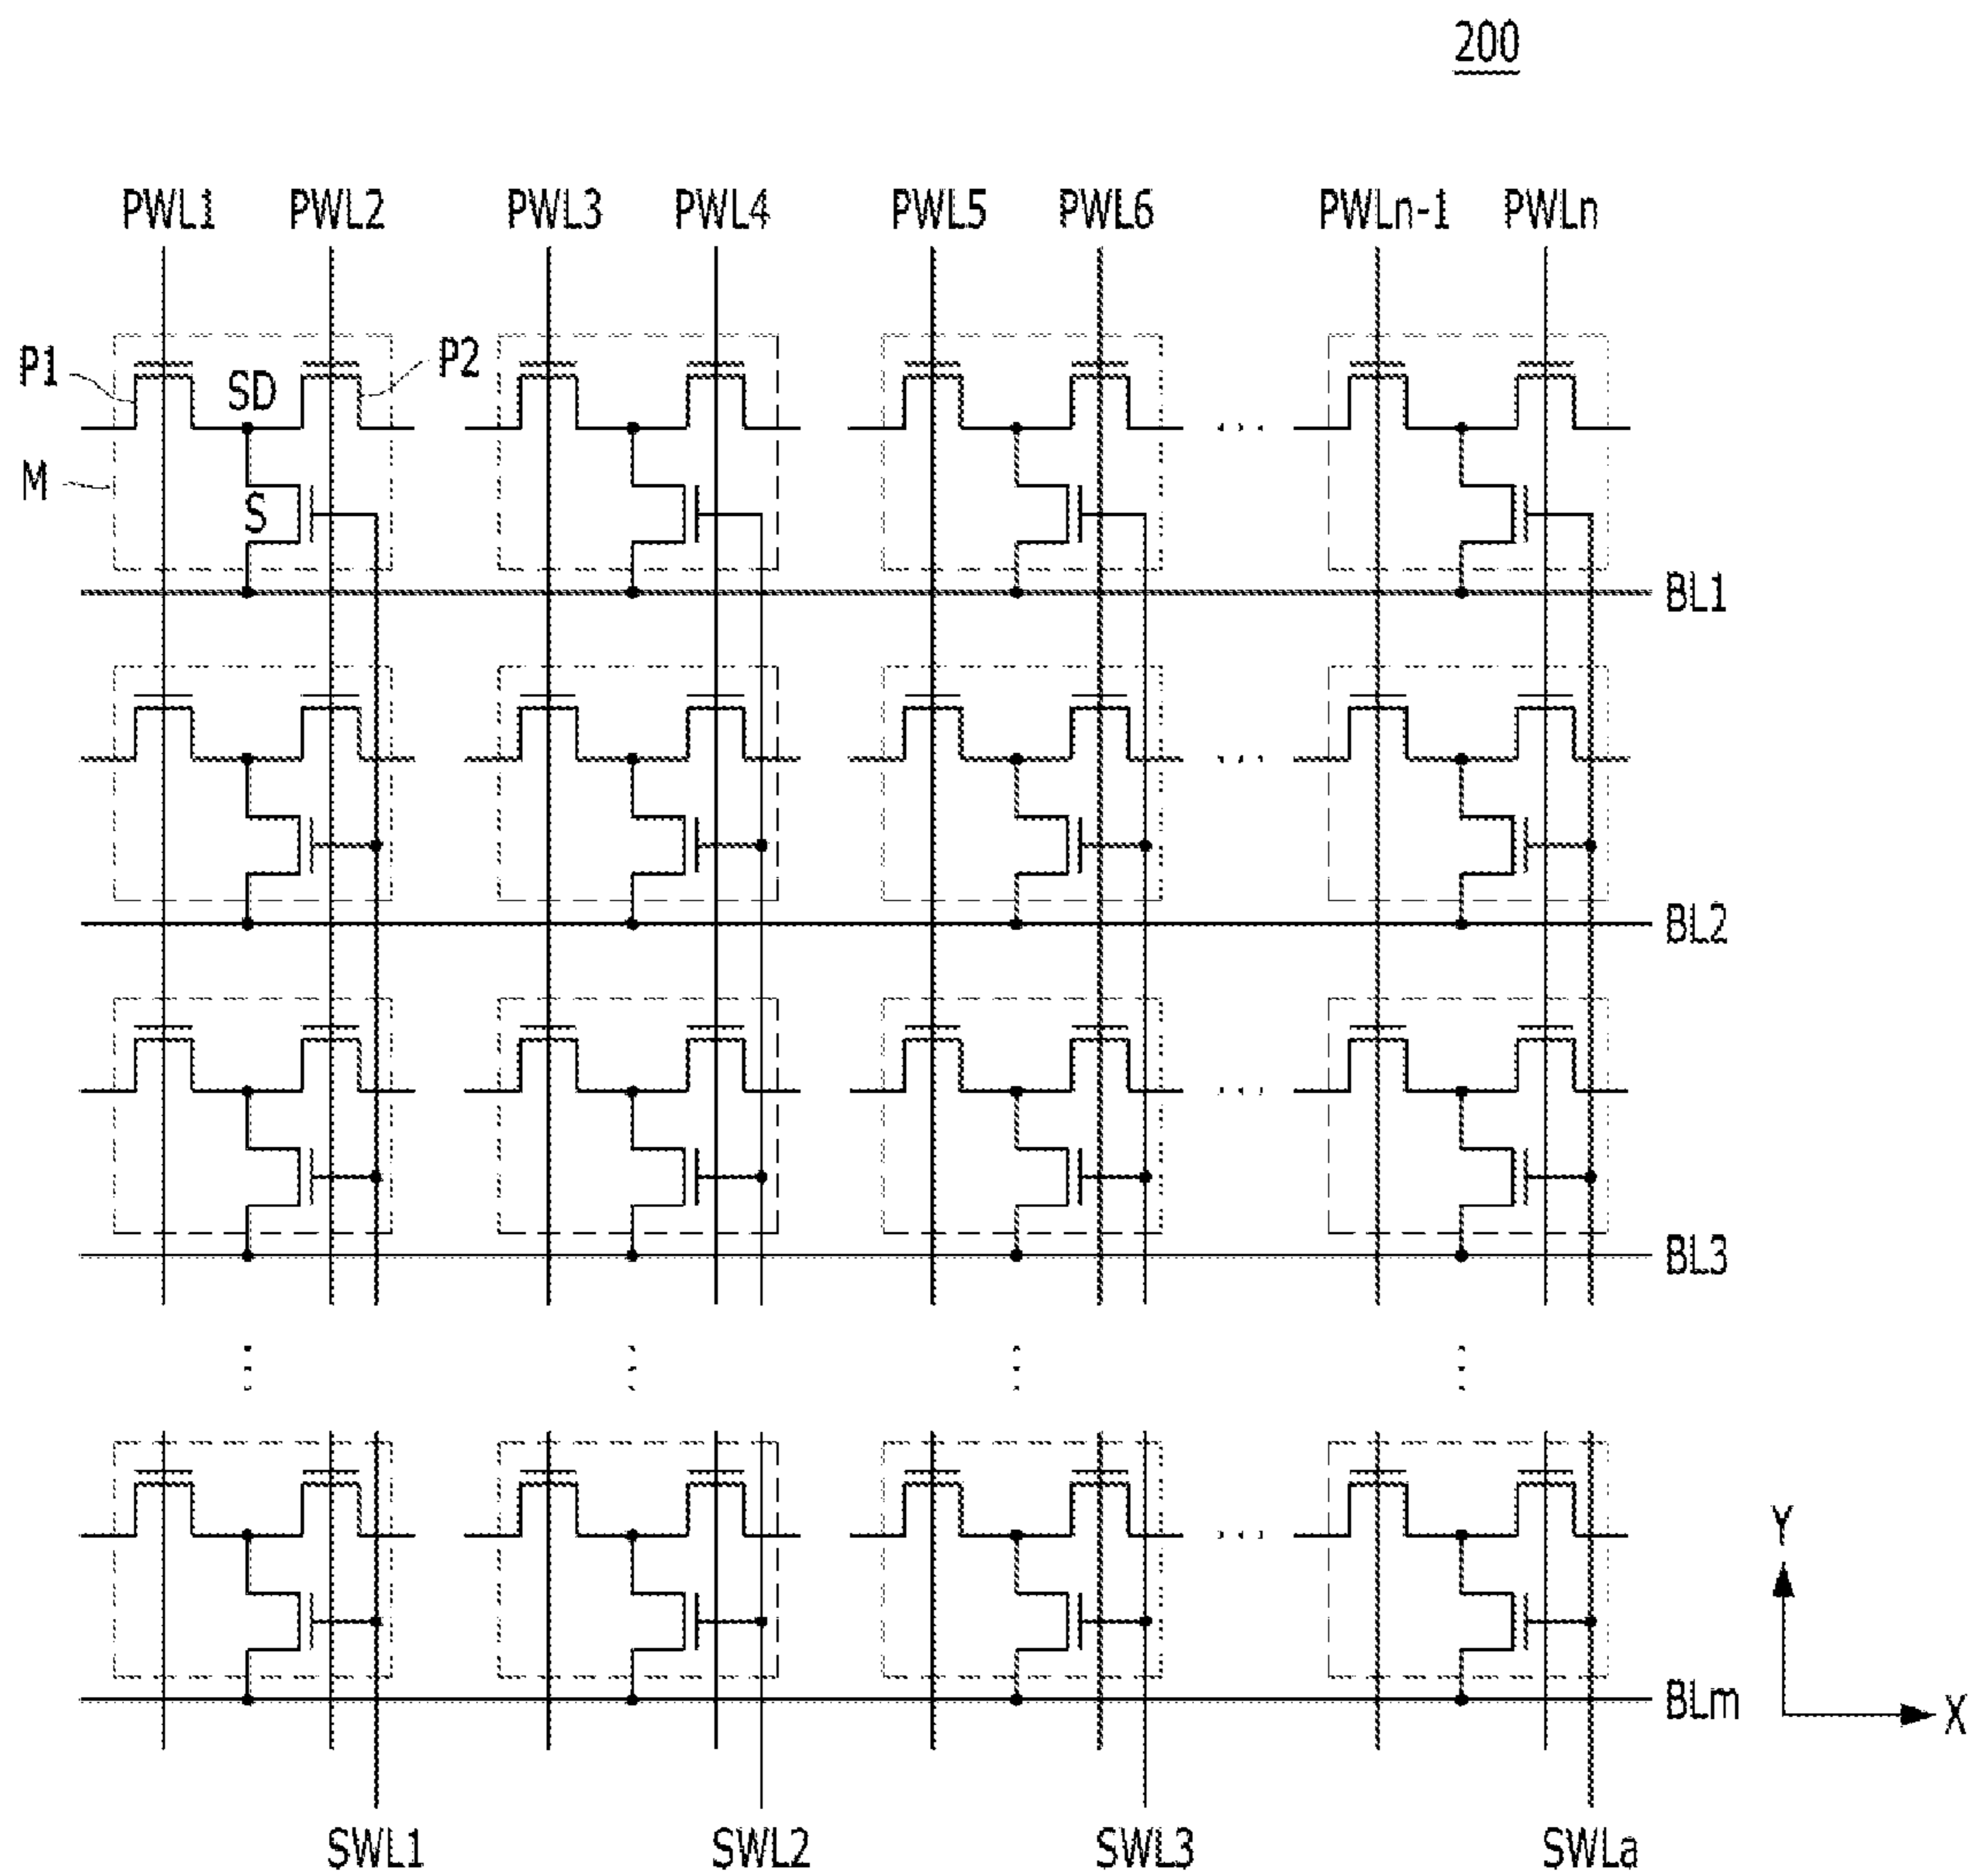 200
PWL1 PWL2 PWL3 PWL4 PWL5 PWL6 PWLn-1 PWLn
P1 SD P2
M S
BL1
BL2
BL3
Y
BLm X
SWL1 SWL2 SWL3 SWLa